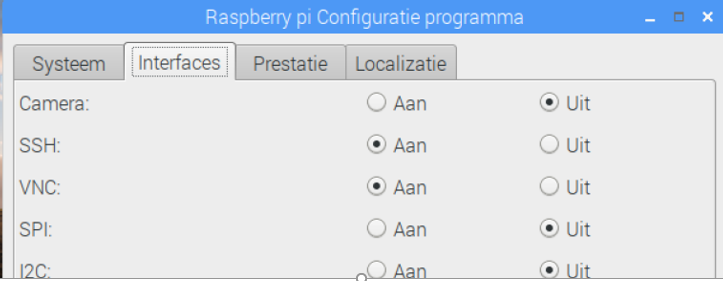 Raspberry pi Configuratie programma
Systeem Interfaces Prestatie Localizatie
Camera: Aan Uit
SSH: Aan Uit
VNC: Aan Uit
SPI: Aan Uit
I2C: Aan Uit